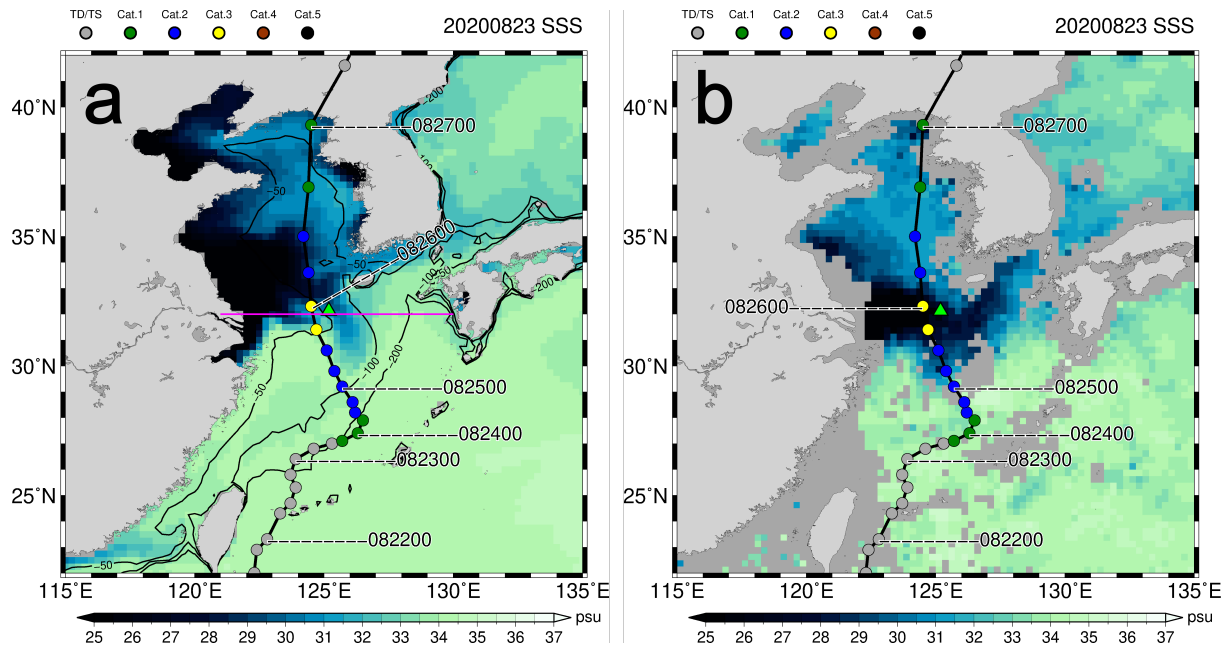 TD/TS Cat.1 Cat.2 Cat.3 Cat.4 Cat.5
20200823 SSS
a
40°N
35°N
30°N
25°N
115°E
120°E
125°E
130°E
135°E
-200
-100
082700
-50
082600
-50
-100
-50
-200
-50
-100
-200
082500
082400
082300
082200
-50
25 26 27 28 29 30 31 32 33 34 35 36 37
psu
TD/TS Cat.1 Cat.2 Cat.3 Cat.4 Cat.5
20200823 SSS
b
40°N
35°N
30°N
25°N
115°E
120°E
125°E
130°E
135°E
082700
082600
082500
082400
082300
082200
25 26 27 28 29 30 31 32 33 34 35 36 37
psu